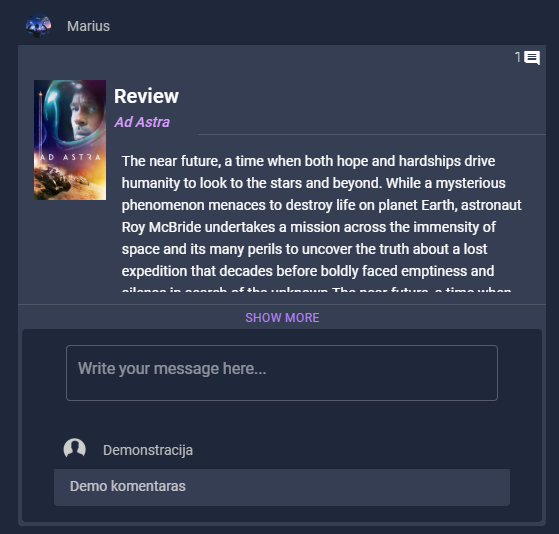 Marius
1
Review
Ad Astra
AD ASTRA
The near future, a time when both hope and hardships drive
humanity to look to the stars and beyond. While a mysterious
phenomenon menaces to destroy life on planet Earth, astronaut
Roy McBride undertakes a mission across the immensity of
space and its many perils to uncover the truth about a lost
expedition that decades before boldly faced emptiness and
silence in search of the unknown.The near future, a time when
SHOW MORE
Write your message here...
Demonstracija
Demo komentaras